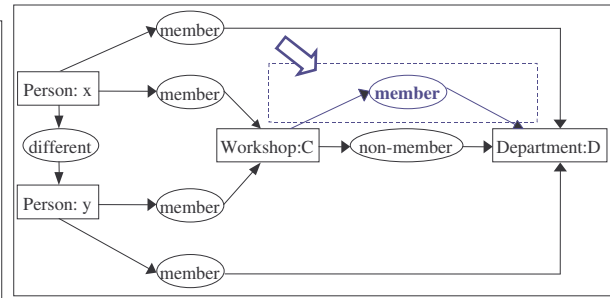 member
member
Person: x
member
different
Workshop:C
non-member
Department:D
Person: y
member
member